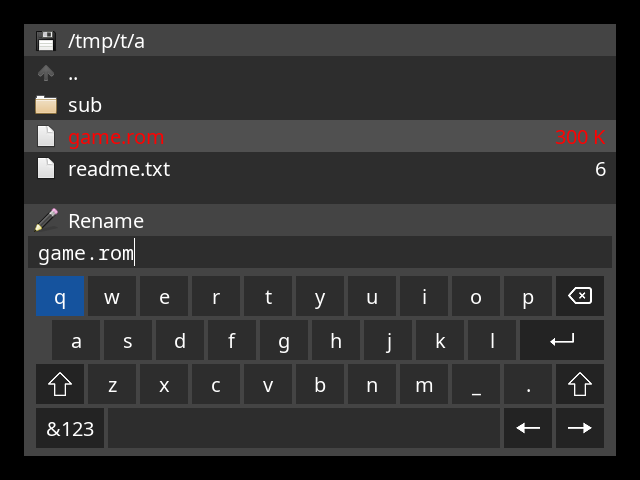 /tmp/t/a
..
sub
game.rom 300 K
readme.txt 6
Rename
game.rom
q w e r t y u i o p
a s d f g h j k l
z x c v b n m _ .
&123